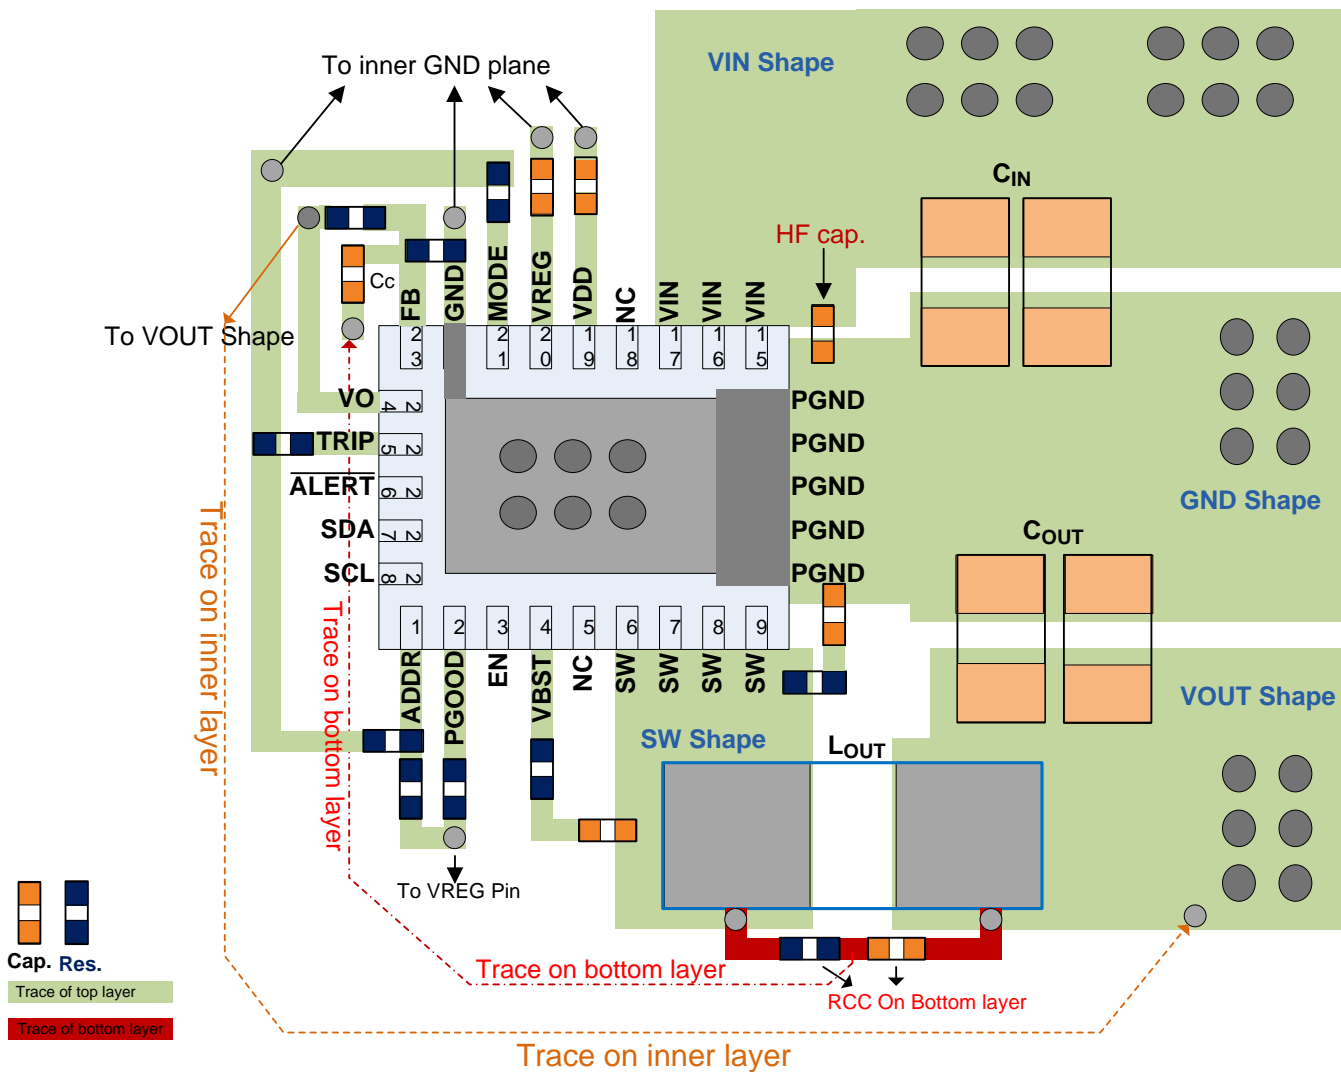 VIN Shape
To inner GND plane
C_IN
HF cap.
Cc
FB
GND
MODE
VREG
VDD
NC
VIN
VIN
VIN
To VOUT Shape
23
21
20
19
18
17
16
15
VO
24
PGND
TRIP
25
PGND
ALERT
26
PGND
GND Shape
SDA
27
PGND
C_OUT
SCL
28
PGND
1
2
3
4
5
6
7
8
9
ADDR
PGOOD
EN
VBST
NC
SW
SW
SW
SW
VOUT Shape
SW Shape
L_OUT
Trace on inner layer
Trace on bottom layer
To VREG Pin
Cap.
Res.
Trace on bottom layer
Trace of top layer
RCC On Bottom layer
Trace of bottom layer
Trace on inner layer